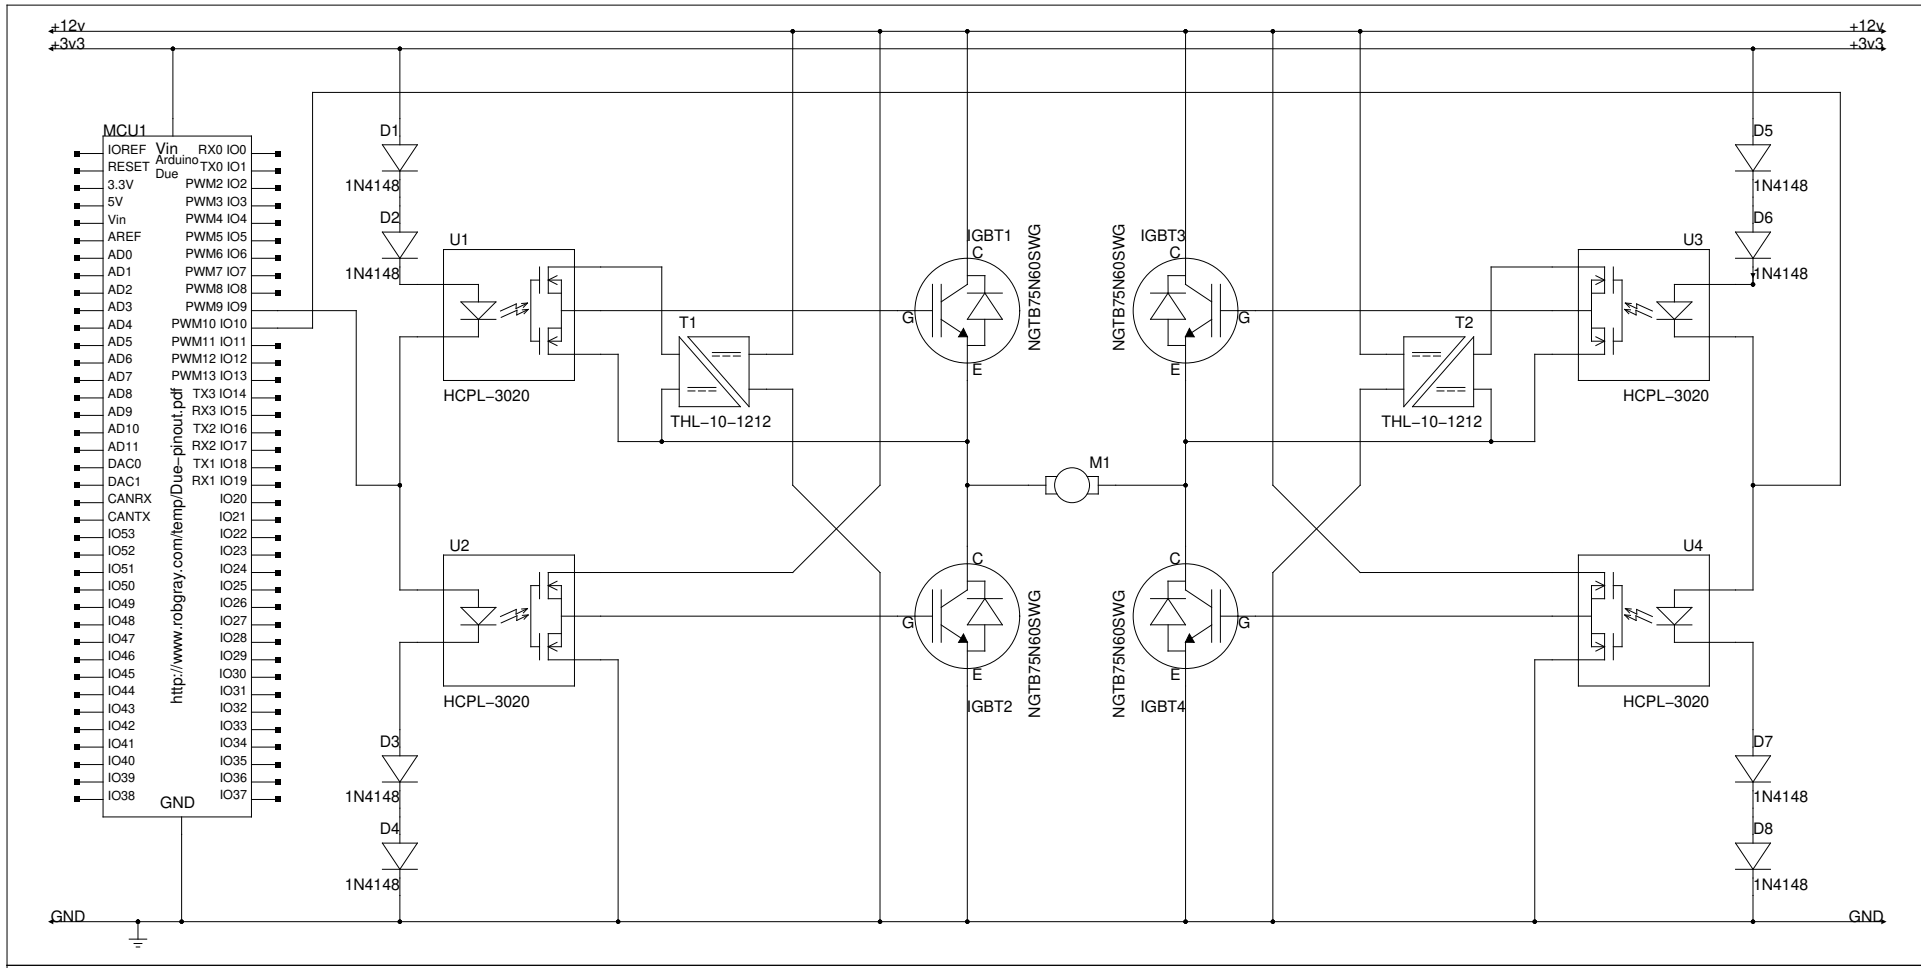 +12v
+3v3
+12v
+3v3
MCU1
Vin
Arduino
Due
IOREF
RESET
3.3V
5V
Vin
AREF
AD0
AD1
AD2
AD3
AD4
AD5
AD6
AD7
AD8
AD9
AD10
AD11
DAC0
DAC1
CANRX
CANTX
IO53
IO52
IO51
IO50
IO49
IO48
IO47
IO46
IO45
IO44
IO43
IO42
IO41
IO40
IO39
IO38
RX0 IO0
TX0 IO1
PWM2 IO2
PWM3 IO3
PWM4 IO4
PWM5 IO5
PWM6 IO6
PWM7 IO7
PWM8 IO8
PWM9 IO9
PWM10 IO10
PWM11 IO11
PWM12 IO12
PWM13 IO13
TX3 IO14
RX3 IO15
TX2 IO16
RX2 IO17
TX1 IO18
RX1 IO19
IO20
IO21
IO22
IO23
IO24
IO25
IO26
IO27
IO28
IO29
IO30
IO31
IO32
IO33
IO34
IO35
IO36
IO37
http://www.robgray.com/temp/Due-pinout.pdf
GND
D1
1N4148
D2
1N4148
U1
HCPL-3020
T1
THL-10-1212
IGBT1
C
G
E
NGTB75N60SWG
IGBT3
C
G
E
NGTB75N60SWG
T2
THL-10-1212
U3
HCPL-3020
D5
1N4148
D6
1N4148
M1
U2
HCPL-3020
D3
1N4148
D4
1N4148
C
G
E
IGBT2
NGTB75N60SWG
C
G
E
IGBT4
NGTB75N60SWG
U4
HCPL-3020
D7
1N4148
D8
1N4148
GND
GND